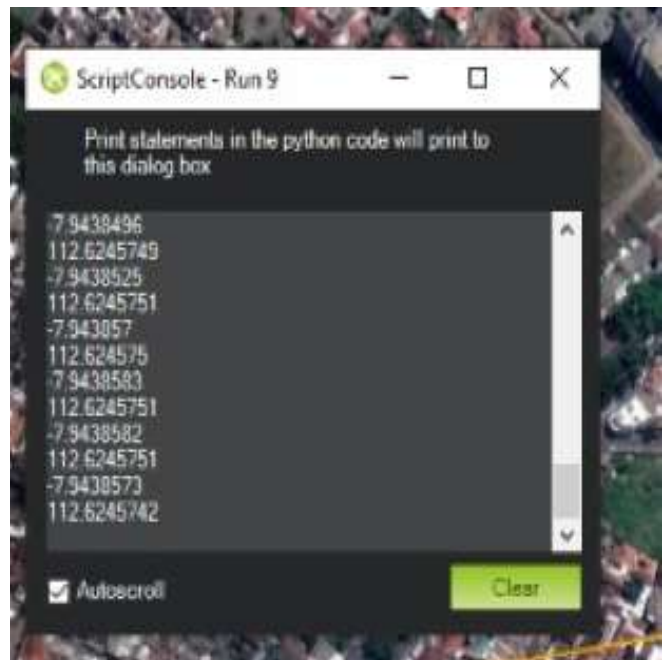 ScriptConsole - Run 9
Print statements in the python code will print to
this dialog box
-7.9438496
112.6245749
-7.9438525
112.6245751
-7.943857
112.624575
-7.9438583
112.6245751
-7.9438582
112.6245751
-7.9438573
112.6245742
Autoscroll
Clear